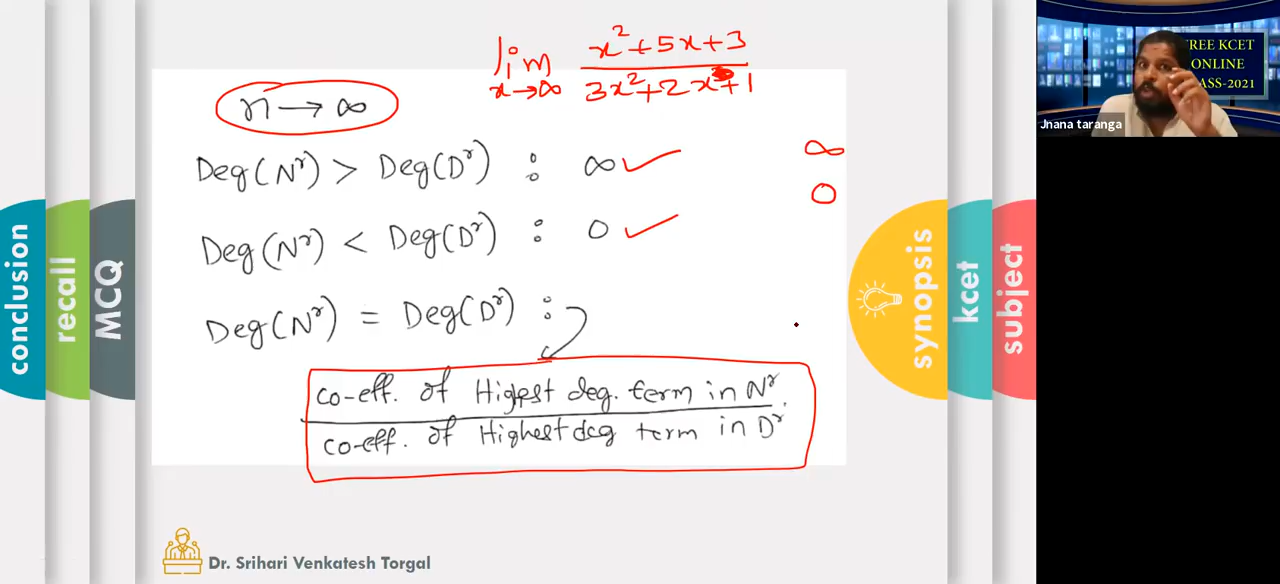 lim x→∞ x²+5x+3 / 3x²+2x+1
n → ∞
Deg(Nʳ) > Deg(Dʳ) : ∞ ✓
∞
0
Deg(Nʳ) < Deg(Dʳ) : 0 ✓
Deg(Nʳ) = Deg(Dʳ) :
co-eff. of Highest deg. term in Nʳ
co-eff. of Highest deg term in Dʳ
conclusion
recall
MCQ
synopsis
kcet
subject
Dr. Srihari Venkatesh Torgal
REE KCET
ONLINE
ASS-2021
Jnana taranga